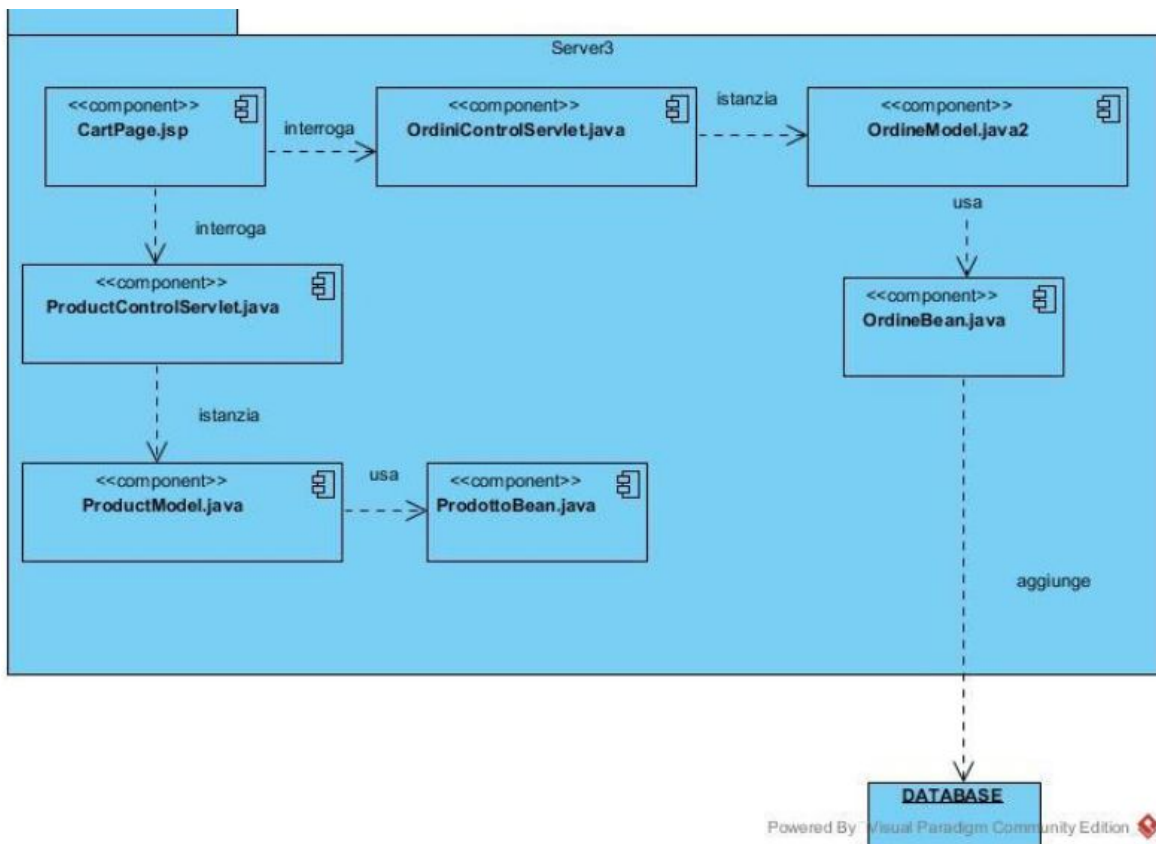 Server3
<<component>>
CartPage.jsp
interroga
<<component>>
OrdiniControlServlet.java
istanzia
<<component>>
OrdineModel.java2
interroga
usa
<<component>>
ProductControlServlet.java
<<component>>
OrdineBean.java
istanzia
<<component>>
ProductModel.java
usa
<<component>>
ProdottoBean.java
aggiunge
DATABASE
Powered By Visual Paradigm Community Edition